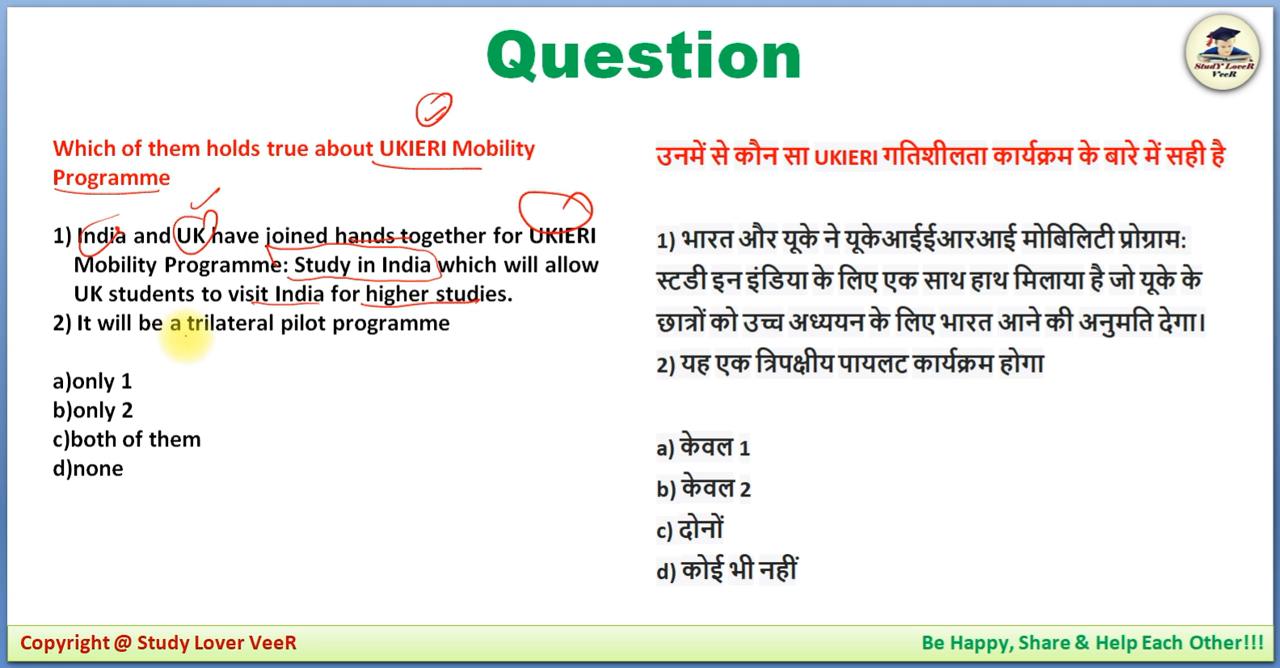 Question
StudY LoveR
VeeR
Which of them holds true about UKIERI Mobility
Programme
1) India and UK have joined hands together for UKIERI
Mobility Programme: Study in India which will allow
UK students to visit India for higher studies.
2) It will be a trilateral pilot programme
a)only 1
b)only 2
c)both of them
d)none
उनमें से कौन सा UKIERI गतिशीलता कार्यक्रम के बारे में सही है
1) भारत और यूके ने यूकेआईईआरआई मोबिलिटी प्रोग्राम:
स्टडी इन इंडिया के लिए एक साथ हाथ मिलाया है जो यूके के
छात्रों को उच्च अध्ययन के लिए भारत आने की अनुमति देगा।
2) यह एक त्रिपक्षीय पायलट कार्यक्रम होगा
a) केवल 1
b) केवल 2
c) दोनों
d) कोई भी नहीं
Copyright @ Study Lover VeeR
Be Happy, Share & Help Each Other!!!